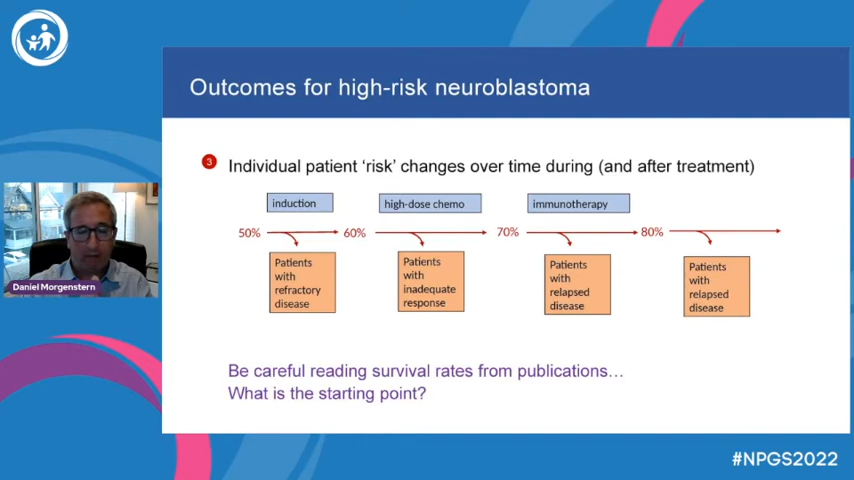 Outcomes for high-risk neuroblastoma
3 Individual patient ‘risk’ changes over time during (and after treatment)
induction
high-dose chemo
immunotherapy
50%
60%
70%
80%
Patients
with
refractory
disease
Patients
with
inadequate
response
Patients
with
relapsed
disease
Patients
with
relapsed
disease
Daniel Morgenstern
Be careful reading survival rates from publications…
What is the starting point?
#NPGS2022